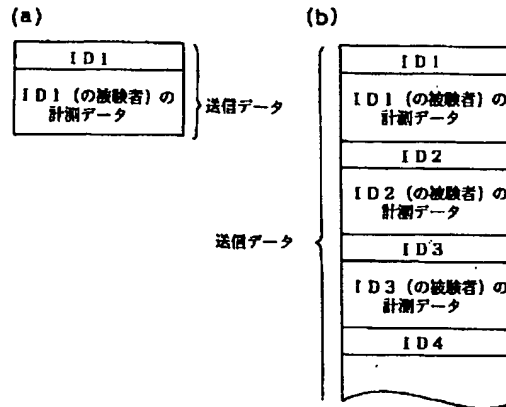 (a)
ID1
ID1(の被験者)の
計測データ
送信データ
(b)
ID1
ID1(の被験者)の
計測データ
ID2
ID2(の被験者)の
計測データ
送信データ
ID3
ID3(の被験者)の
計測データ
ID4